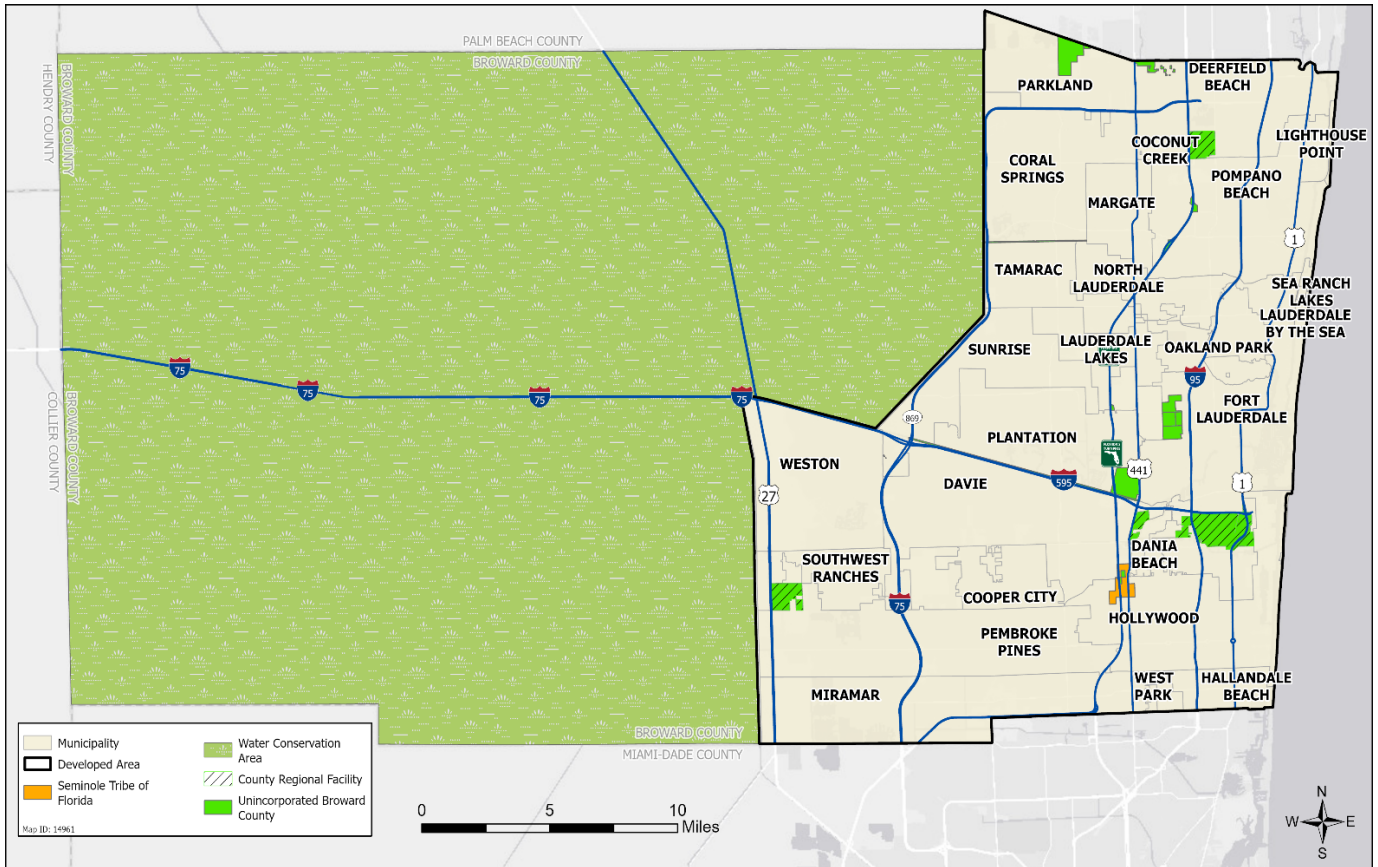 PALM BEACH COUNTY
BROWARD COUNTY
HENDRY COUNTY
BROWARD COUNTY
PARKLAND
DEERFIELD
BEACH
LIGHTHOUSE
POINT
COCONUT
CREEK
CORAL
SPRINGS
POMPANO
BEACH
MARGATE
1
TAMARAC
NORTH
LAUDERDALE
SEA RANCH
LAKES
LAUDERDALE
BY THE SEA
SUNRISE
LAUDERDALE
LAKES
OAKLAND PARK
75
75
75
75
95
869
COLLIER COUNTY
BROWARD COUNTY
FORT
LAUDERDALE
PLANTATION
WESTON
DAVIE
595
441
1
27
DANIA
BEACH
SOUTHWEST
RANCHES
COOPER CITY
75
HOLLYWOOD
PEMBROKE
PINES
MIRAMAR
WEST
PARK
HALLANDALE
BEACH
BROWARD COUNTY
MIAMI-DADE COUNTY
Municipality
Developed Area
Seminole Tribe of
Florida
Water Conservation
Area
County Regional Facility
Unincorporated Broward
County
Map ID: 14961
0
5
10
Miles
N
W
E
S